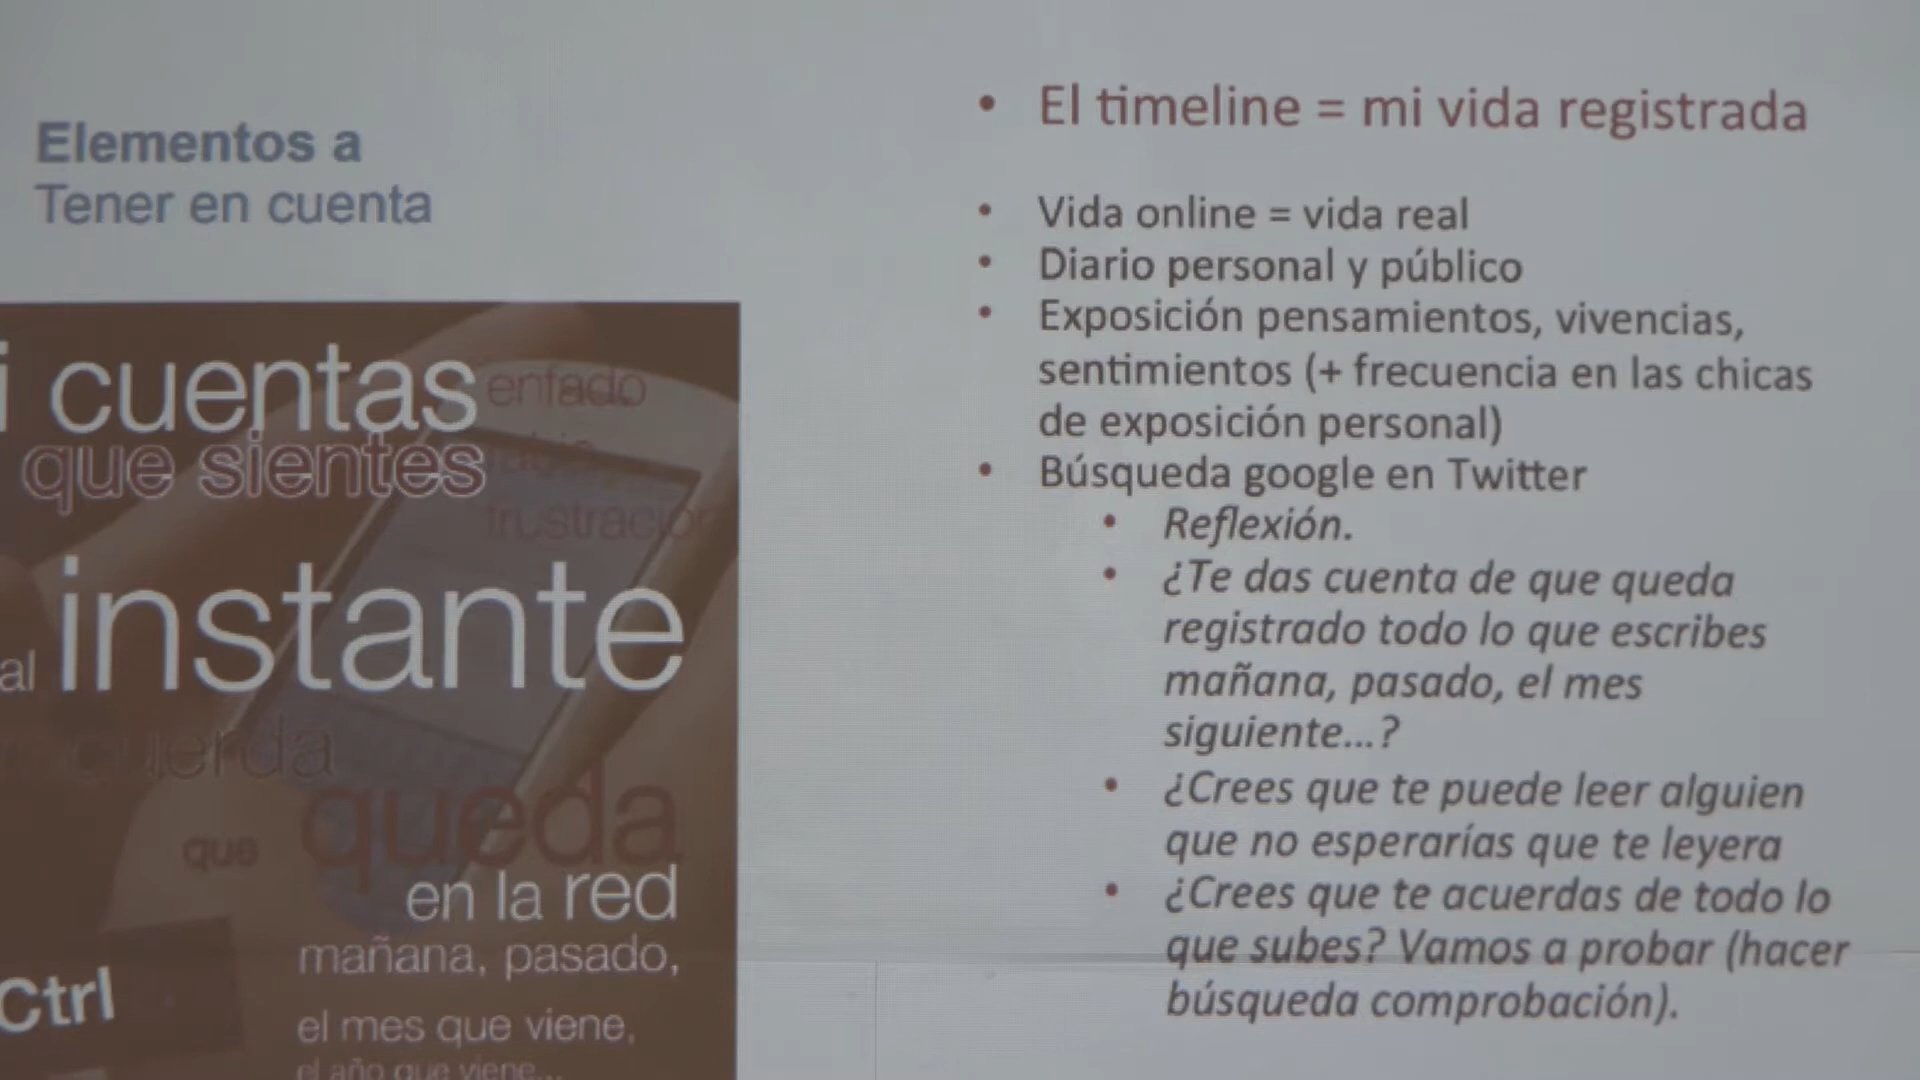 Elementos a
Tener en cuenta
i cuentas
enfado
que sientes
frustración
al instante
queda
que
en la red
mañana, pasado,
Ctrl
el mes que viene,
el año que viene...
• El timeline = mi vida registrada
• Vida online = vida real
• Diario personal y público
• Exposición pensamientos, vivencias,
sentimientos (+ frecuencia en las chicas
de exposición personal)
• Búsqueda google en Twitter
• Reflexión.
• ¿Te das cuenta de que queda
registrado todo lo que escribes
mañana, pasado, el mes
siguiente...?
• ¿Crees que te puede leer alguien
que no esperarías que te leyera
• ¿Crees que te acuerdas de todo lo
que subes? Vamos a probar (hacer
búsqueda comprobación).